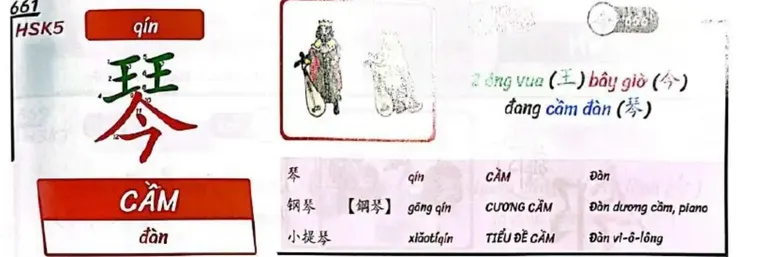 661
HSK5
qín
琴
CẦM
đàn
2 ông vua (王) bây giờ (今)
đang cầm đàn (琴)
琴 qín CẦM Đàn
钢琴 【鋼琴】 gāng qín CƯƠNG CẦM Đàn dương cầm, piano
小提琴 xiǎotíqín TIỂU ĐỀ CẦM Đàn vi-ô-lông